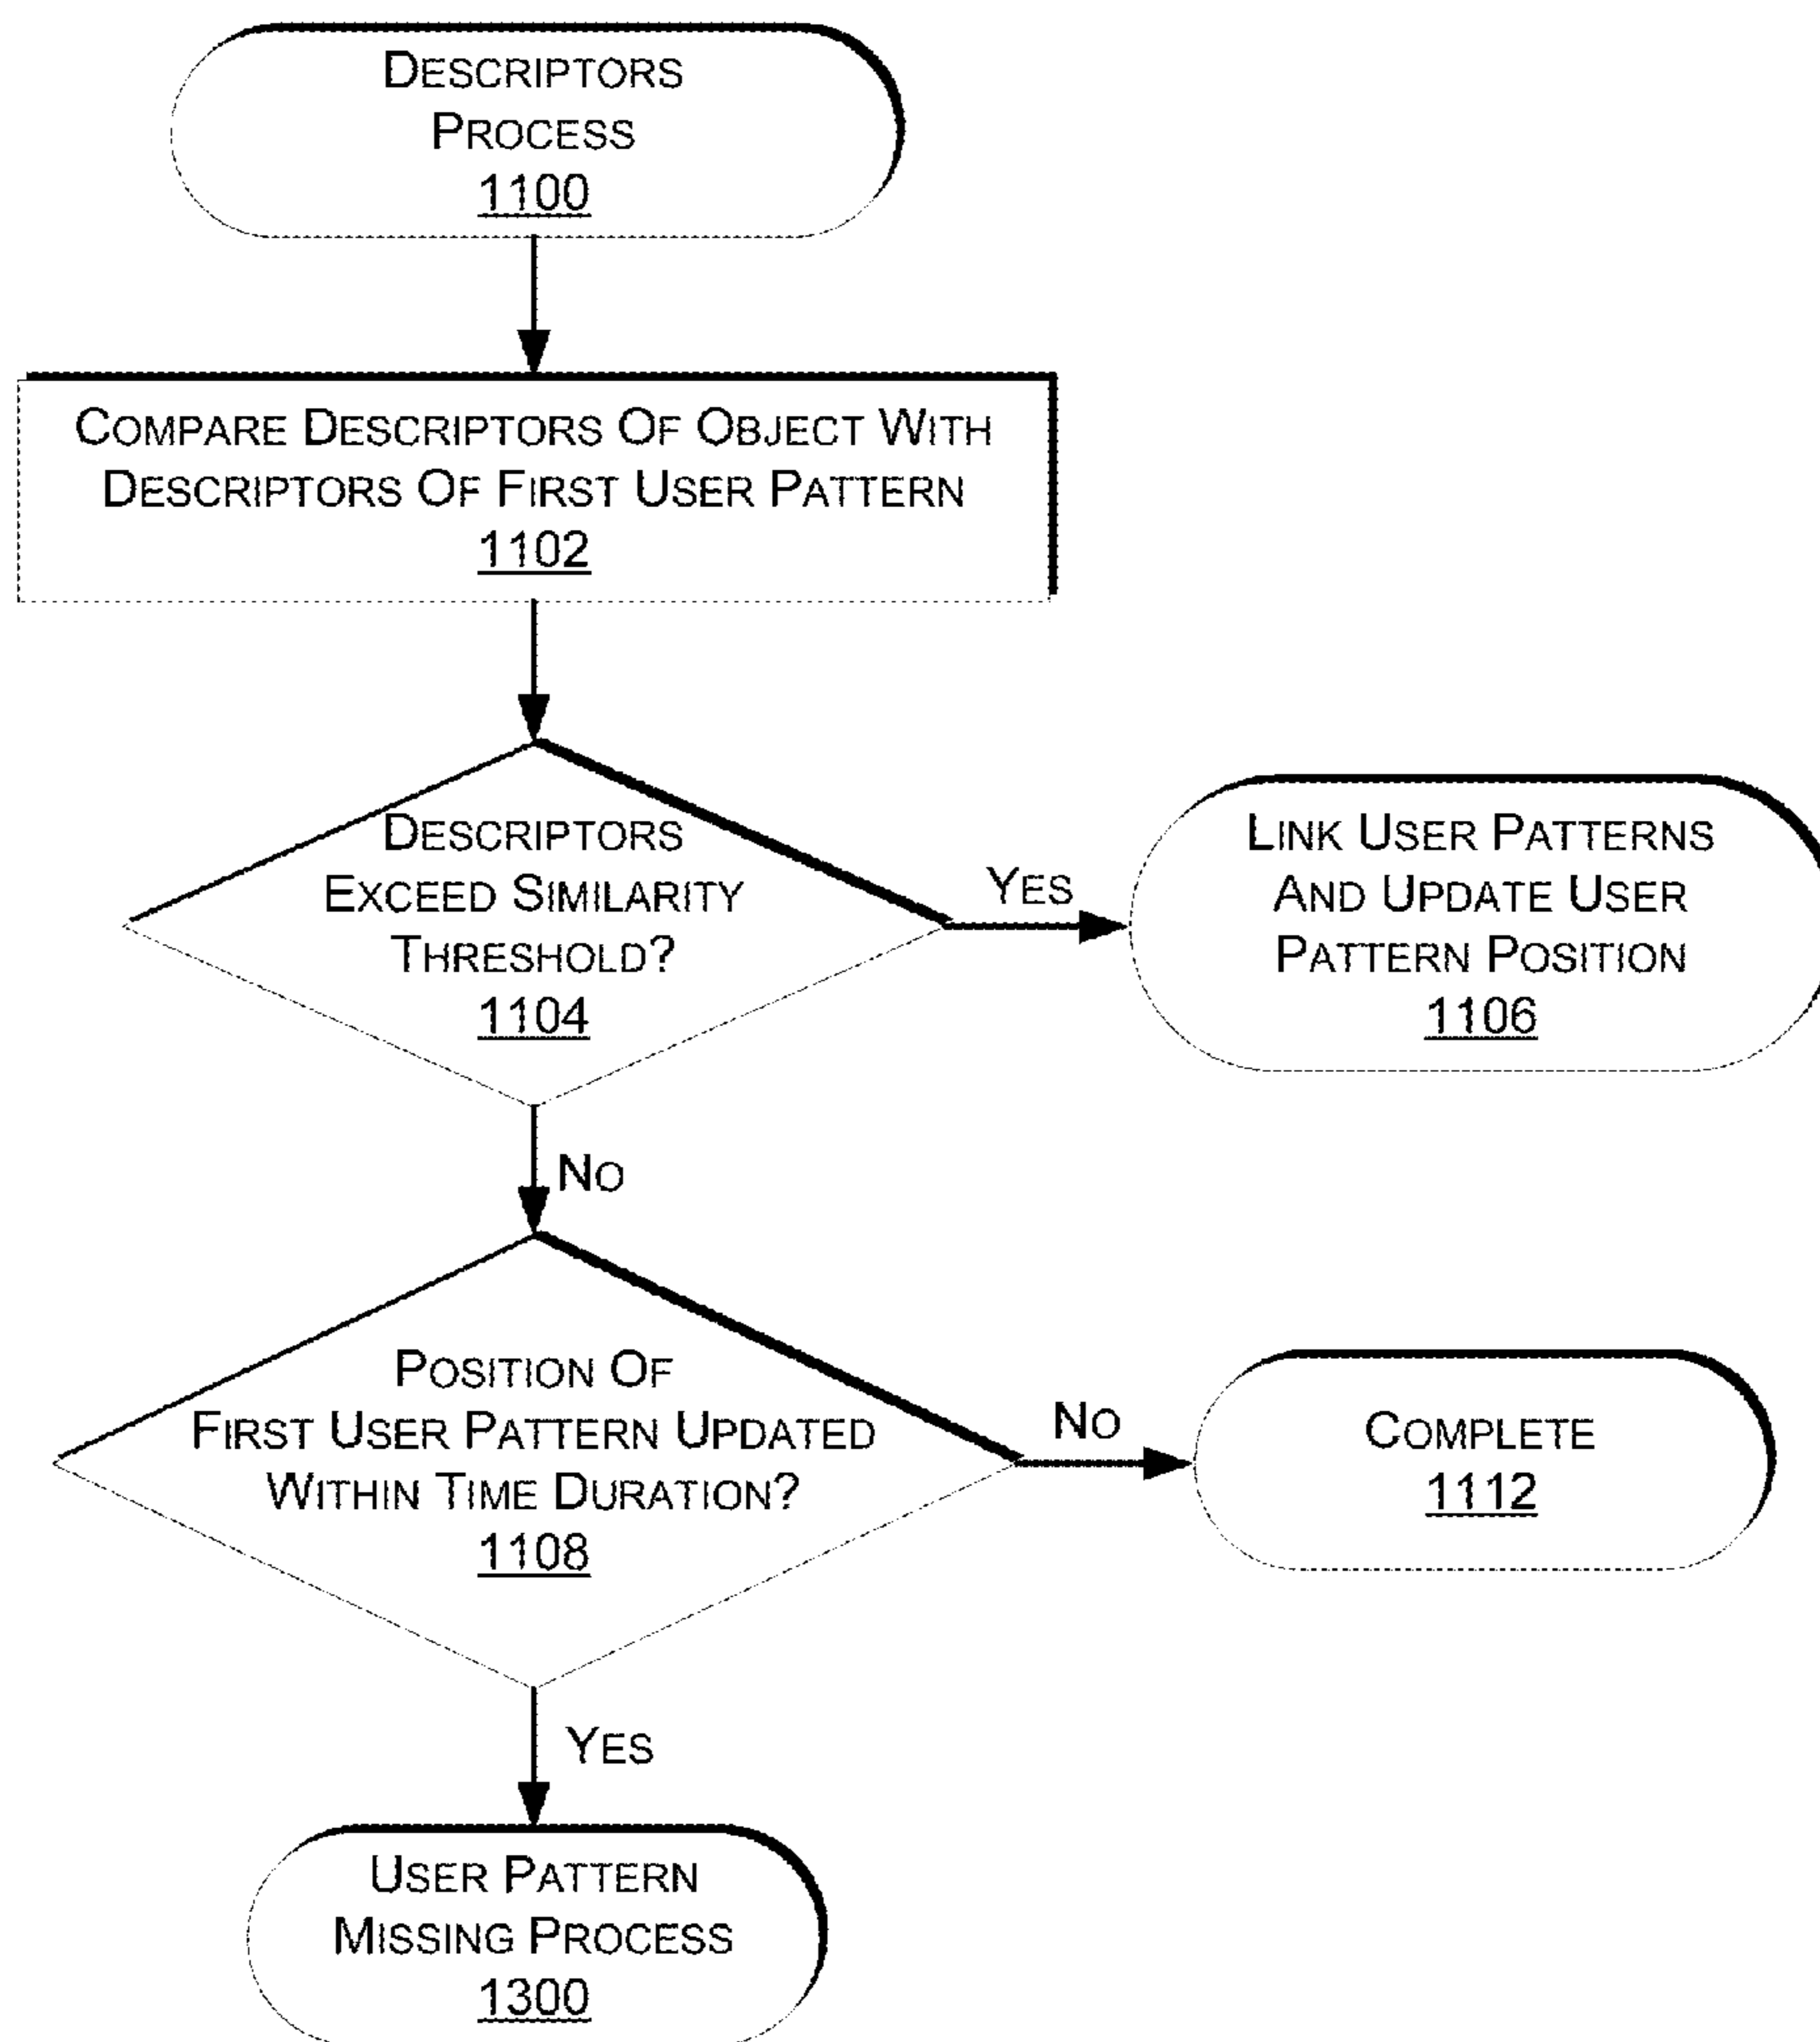 DESCRIPTORS
PROCESS
1100
COMPARE DESCRIPTORS OF OBJECT WITH
DESCRIPTORS OF FIRST USER PATTERN
1102
DESCRIPTORS
EXCEED SIMILARITY
THRESHOLD?
1104
YES
LINK USER PATTERNS
AND UPDATE USER
PATTERN POSITION
1106
NO
POSITION OF
FIRST USER PATTERN UPDATED
WITHIN TIME DURATION?
1108
NO
COMPLETE
1112
YES
USER PATTERN
MISSING PROCESS
1300